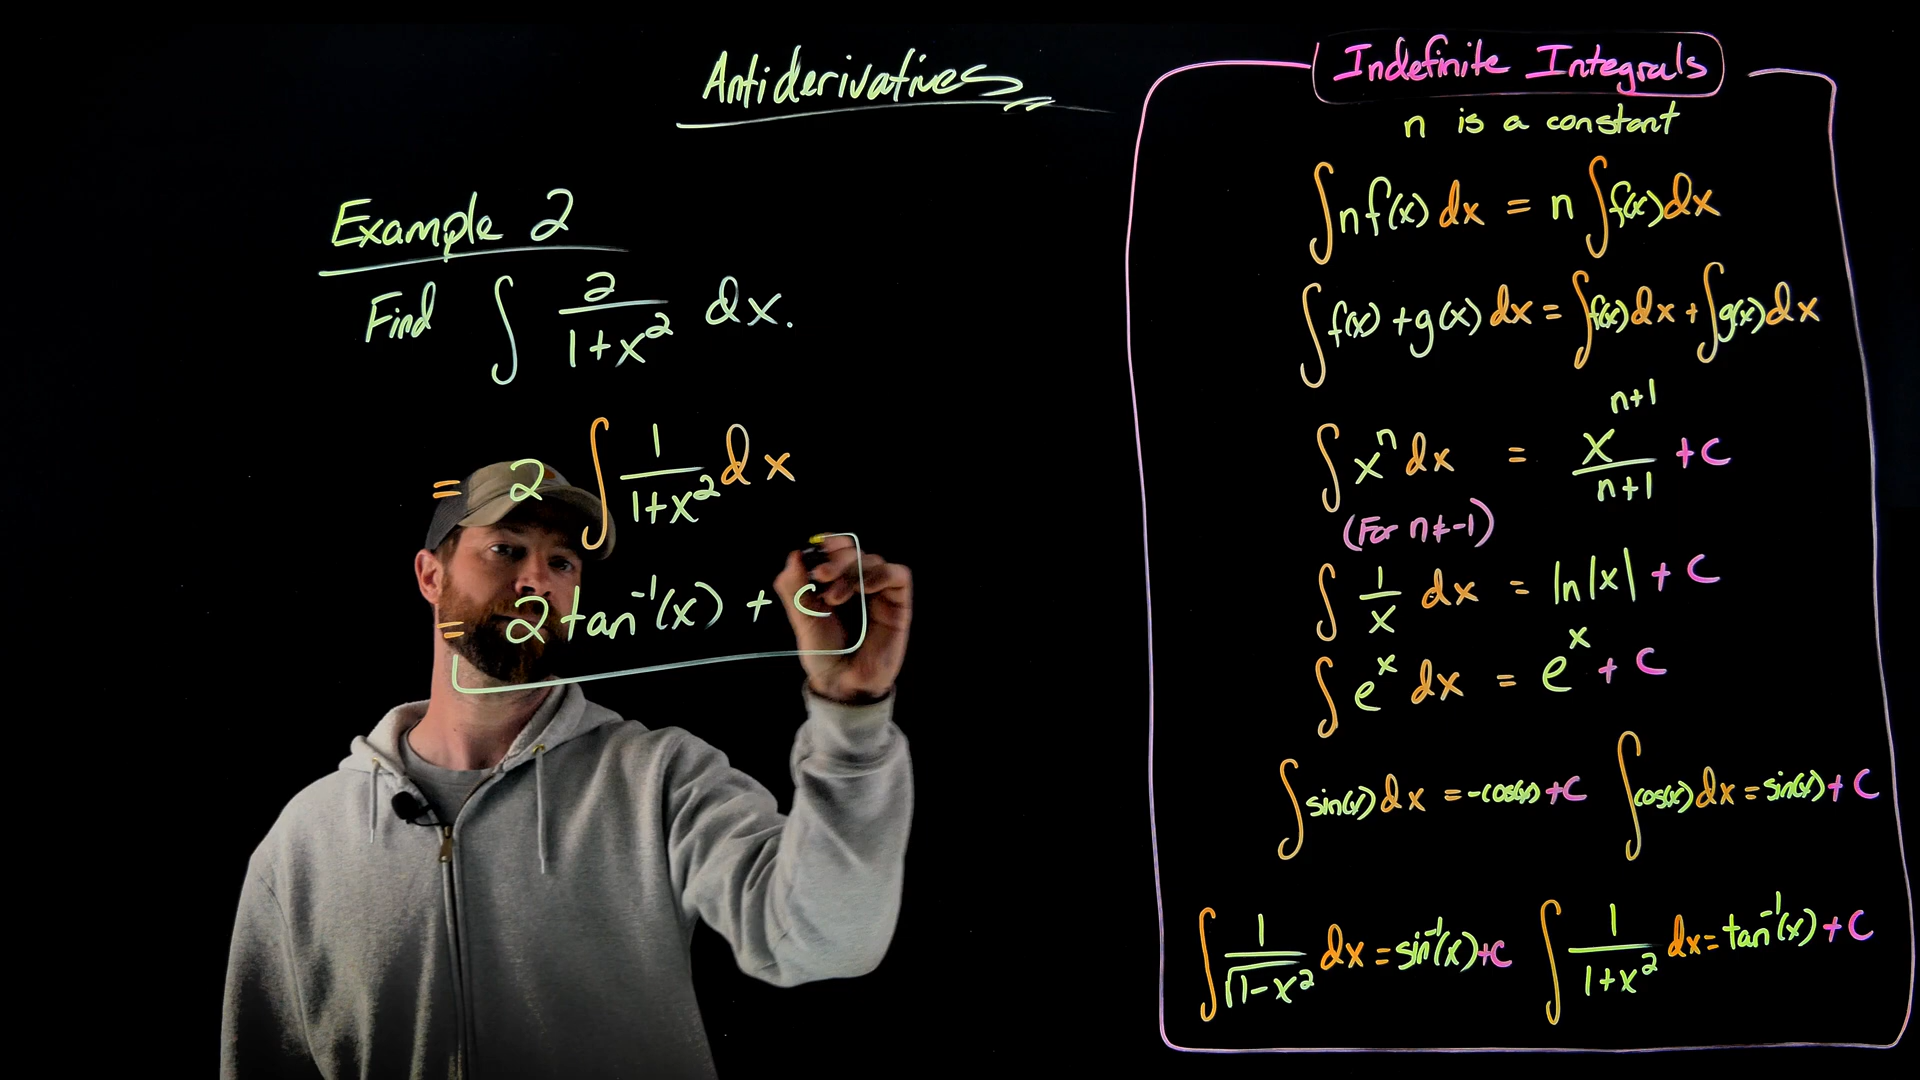 Antiderivatives
Example 2
Find ∫ 2/(1+x²) dx.
= 2 ∫ 1/(1+x²) dx
= 2 tan⁻¹(x) + C
Indefinite Integrals
n is a constant
∫ n f(x) dx = n ∫ f(x) dx
∫ f(x) + g(x) dx = ∫ f(x) dx + ∫ g(x) dx
∫ xⁿ dx = xⁿ⁺¹/(n+1) + C
(For n ≠ -1)
∫ 1/x dx = ln|x| + C
∫ eˣ dx = eˣ + C
∫ sin(x) dx = -cos(x) + C ∫ cos(x) dx = sin(x) + C
∫ 1/√(1-x²) dx = sin⁻¹(x) + C ∫ 1/(1+x²) dx = tan⁻¹(x) + C